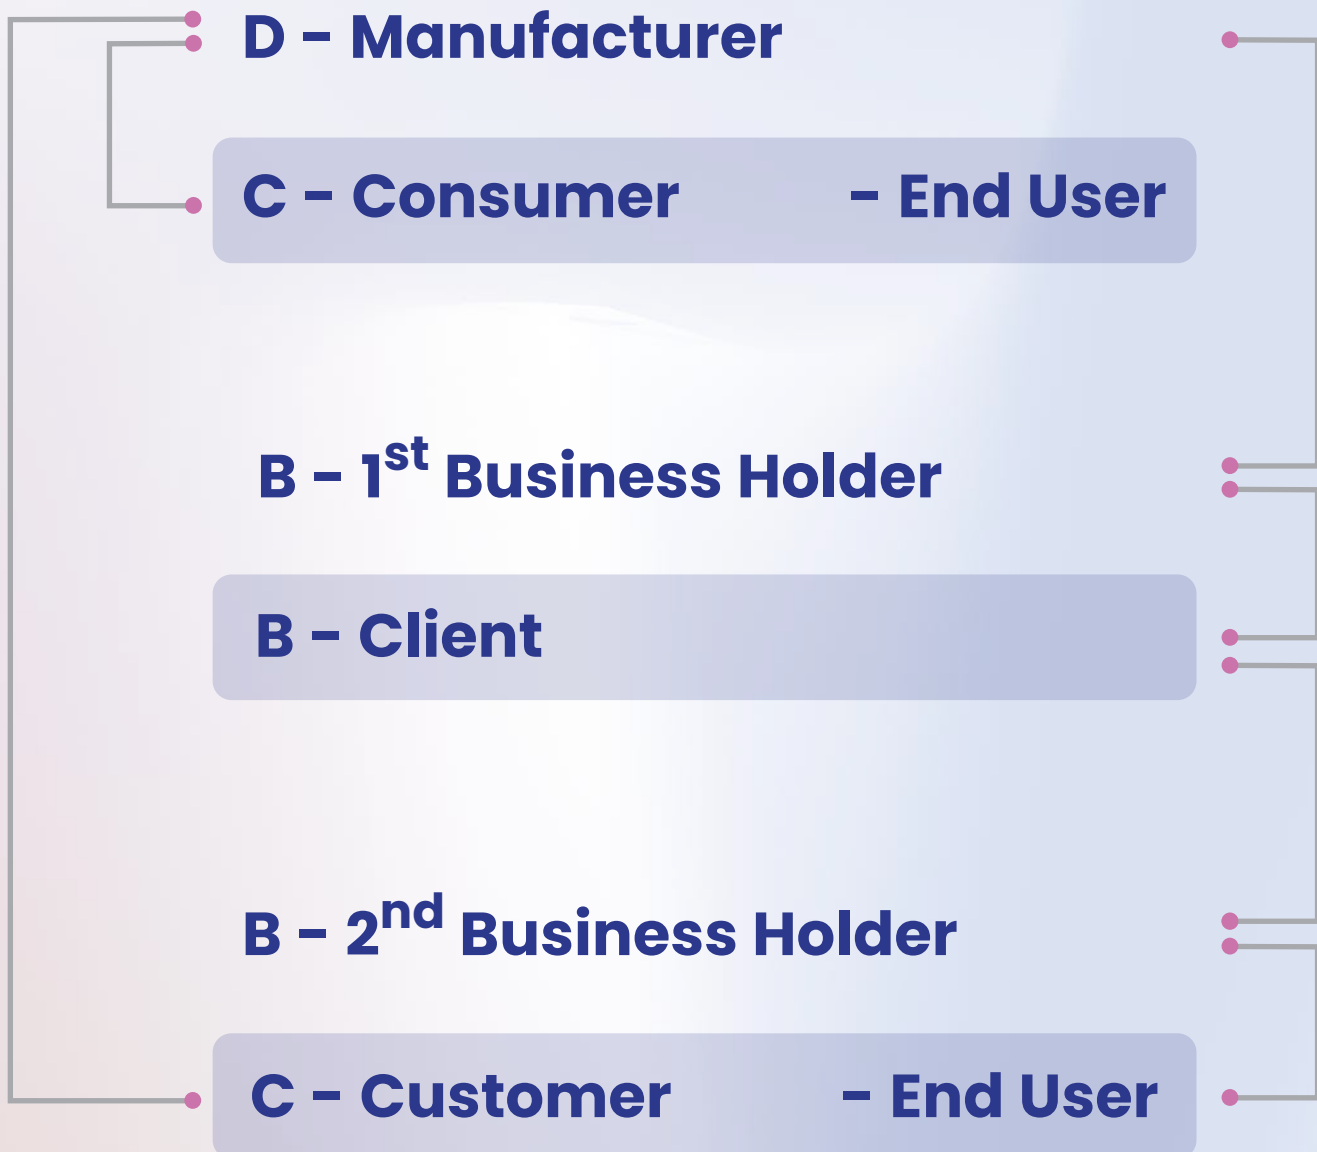 D - Manufacturer
C - Consumer - End User
B - 1st Business Holder
B - Client
B - 2nd Business Holder
C - Customer - End User